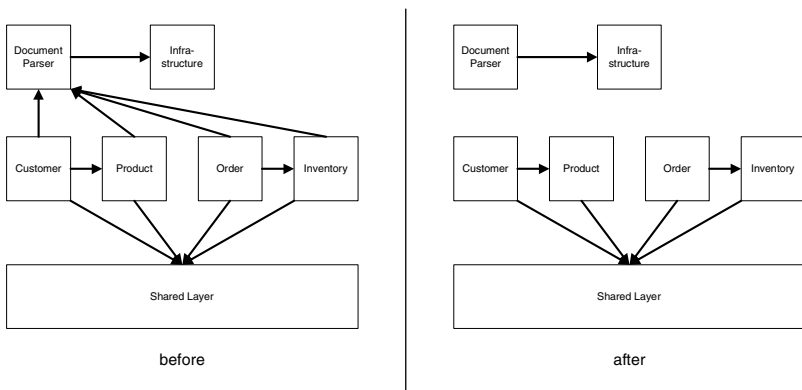 Document
Parser
Infra-
structure
Customer
Product
Order
Inventory
Shared Layer
before
Document
Parser
Infra-
structure
Customer
Product
Order
Inventory
Shared Layer
after